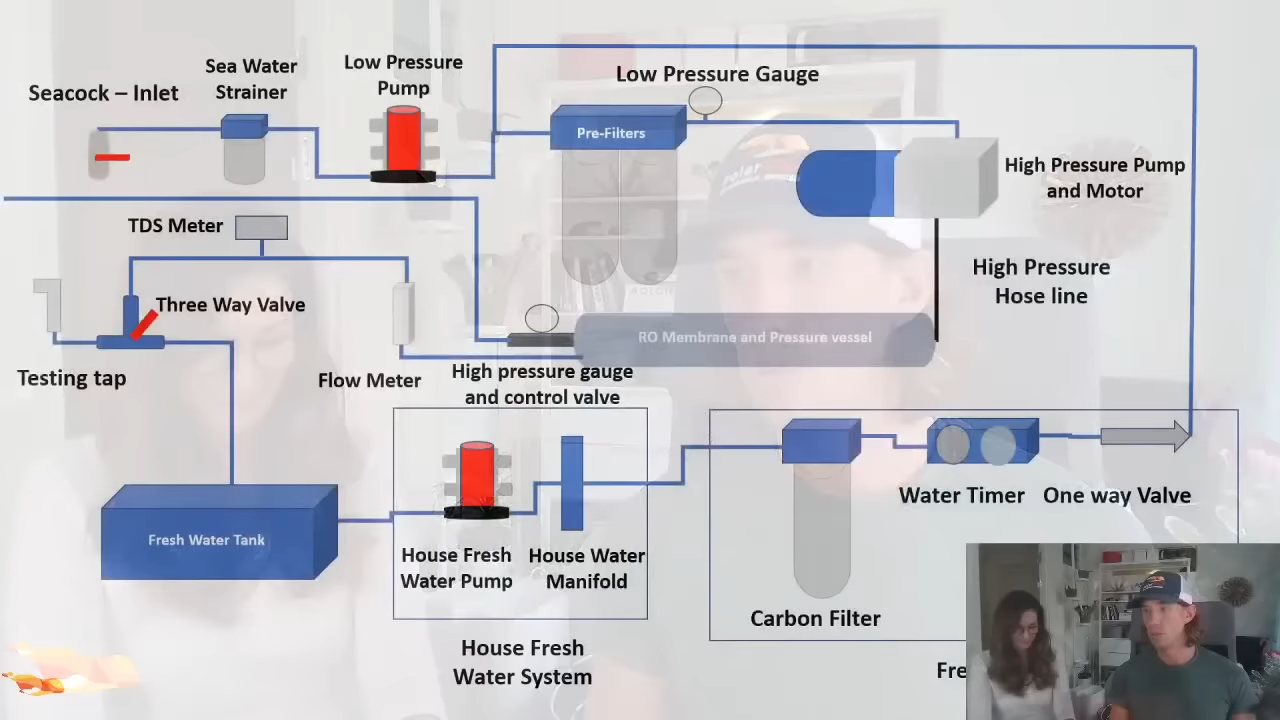 Sea Water
Strainer
Low Pressure
Pump
Low Pressure Gauge
Seacock – Inlet
Pre-Filters
High Pressure Pump
and Motor
TDS Meter
High Pressure
Hose line
Three Way Valve
RO Membrane and Pressure vessel
Testing tap
Flow Meter
High pressure gauge
and control valve
Water Timer
One way Valve
Fresh Water Tank
House Fresh
Water Pump
House Water
Manifold
Carbon Filter
House Fresh
Water System
Fre